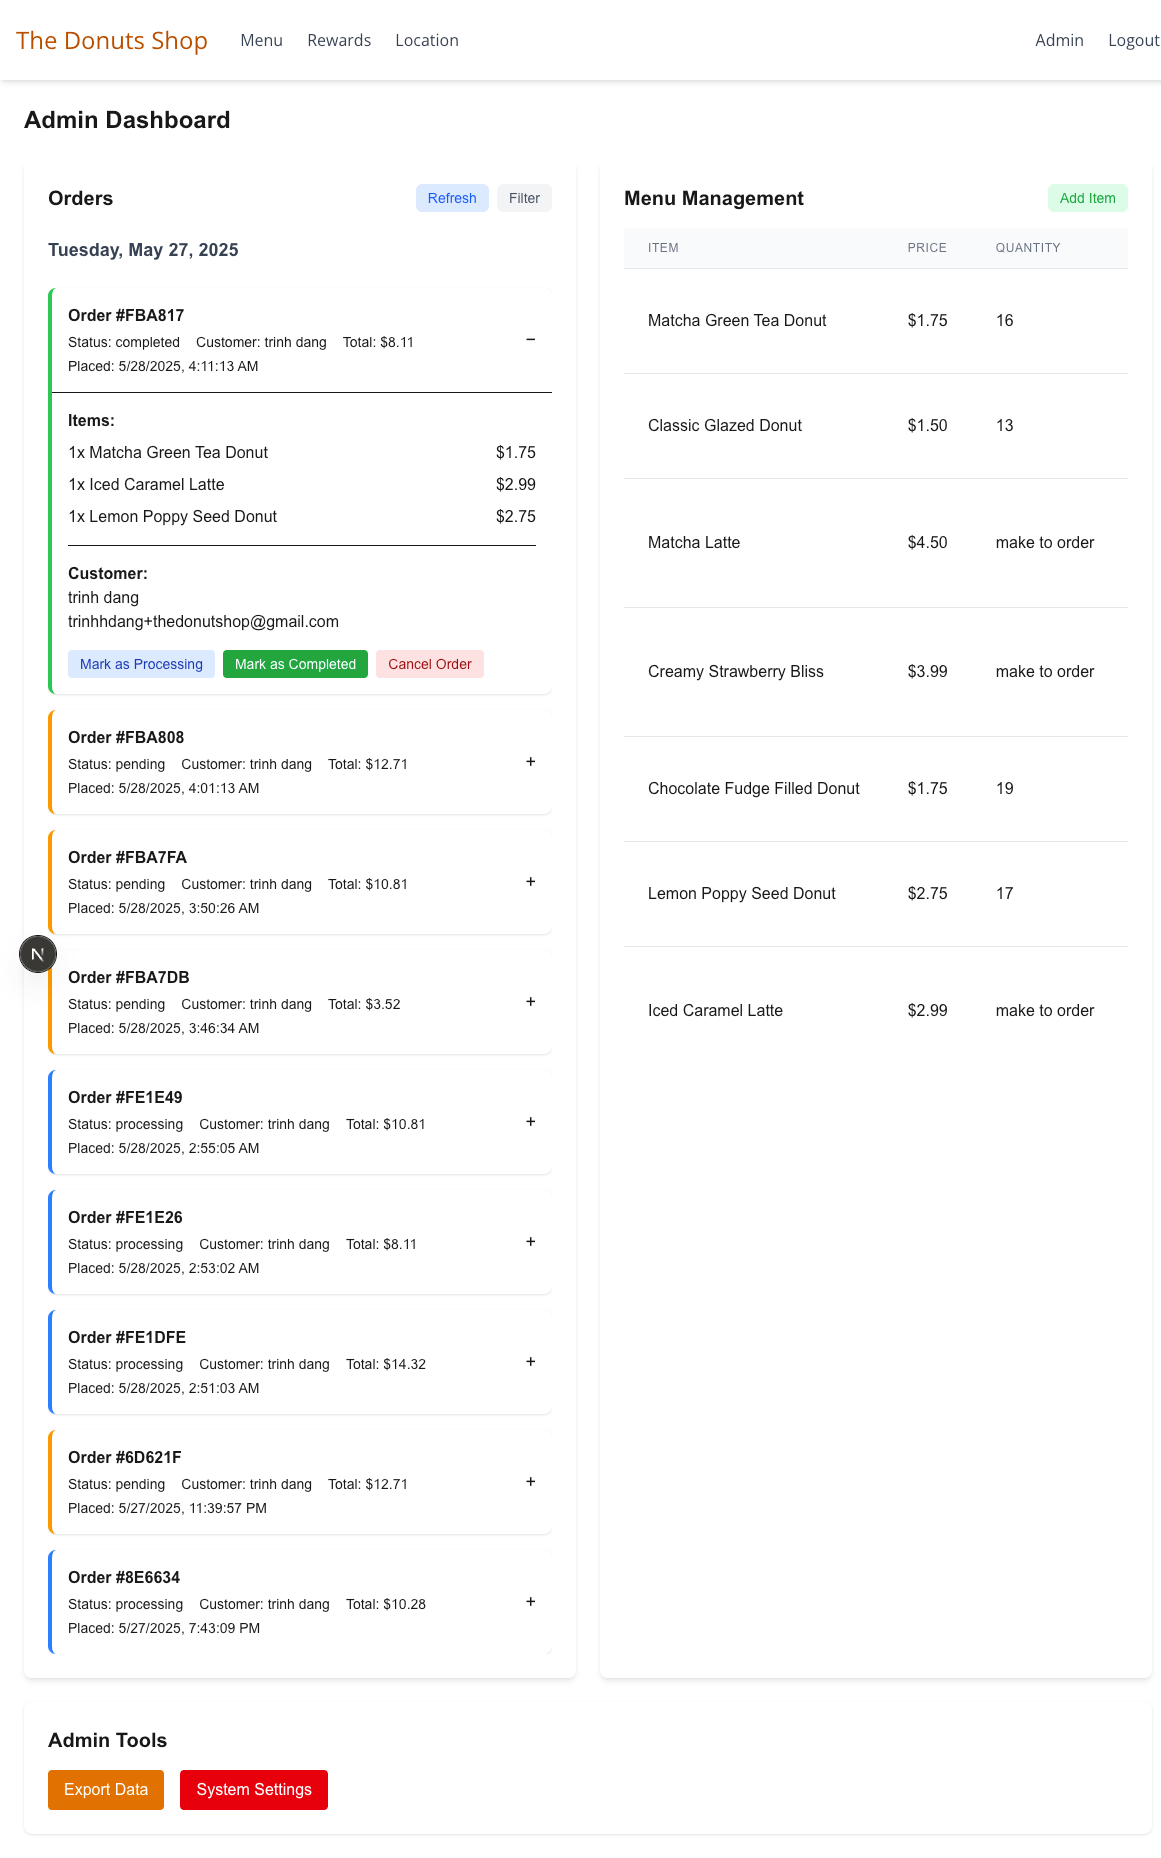 The Donuts Shop Menu Rewards Location Admin Logout
Admin Dashboard
Orders Refresh Filter
Tuesday, May 27, 2025
Order #FBA817
Status: completed Customer: trinh dang Total: $8.11
Placed: 5/28/2025, 4:11:13 AM
−
Items:
1x Matcha Green Tea Donut $1.75
1x Iced Caramel Latte $2.99
1x Lemon Poppy Seed Donut $2.75
Customer:
trinh dang
trinhhdang+thedonutshop@gmail.com
Mark as Processing Mark as Completed Cancel Order
Order #FBA808
Status: pending Customer: trinh dang Total: $12.71
Placed: 5/28/2025, 4:01:13 AM
+
Order #FBA7FA
Status: pending Customer: trinh dang Total: $10.81
Placed: 5/28/2025, 3:50:26 AM
+
N
Order #FBA7DB
Status: pending Customer: trinh dang Total: $3.52
Placed: 5/28/2025, 3:46:34 AM
+
Order #FE1E49
Status: processing Customer: trinh dang Total: $10.81
Placed: 5/28/2025, 2:55:05 AM
+
Order #FE1E26
Status: processing Customer: trinh dang Total: $8.11
Placed: 5/28/2025, 2:53:02 AM
+
Order #FE1DFE
Status: processing Customer: trinh dang Total: $14.32
Placed: 5/28/2025, 2:51:03 AM
+
Order #6D621F
Status: pending Customer: trinh dang Total: $12.71
Placed: 5/27/2025, 11:39:57 PM
+
Order #8E6634
Status: processing Customer: trinh dang Total: $10.28
Placed: 5/27/2025, 7:43:09 PM
+
Menu Management Add Item
ITEM PRICE QUANTITY
Matcha Green Tea Donut $1.75 16
Classic Glazed Donut $1.50 13
Matcha Latte $4.50 make to order
Creamy Strawberry Bliss $3.99 make to order
Chocolate Fudge Filled Donut $1.75 19
Lemon Poppy Seed Donut $2.75 17
Iced Caramel Latte $2.99 make to order
Admin Tools
Export Data System Settings